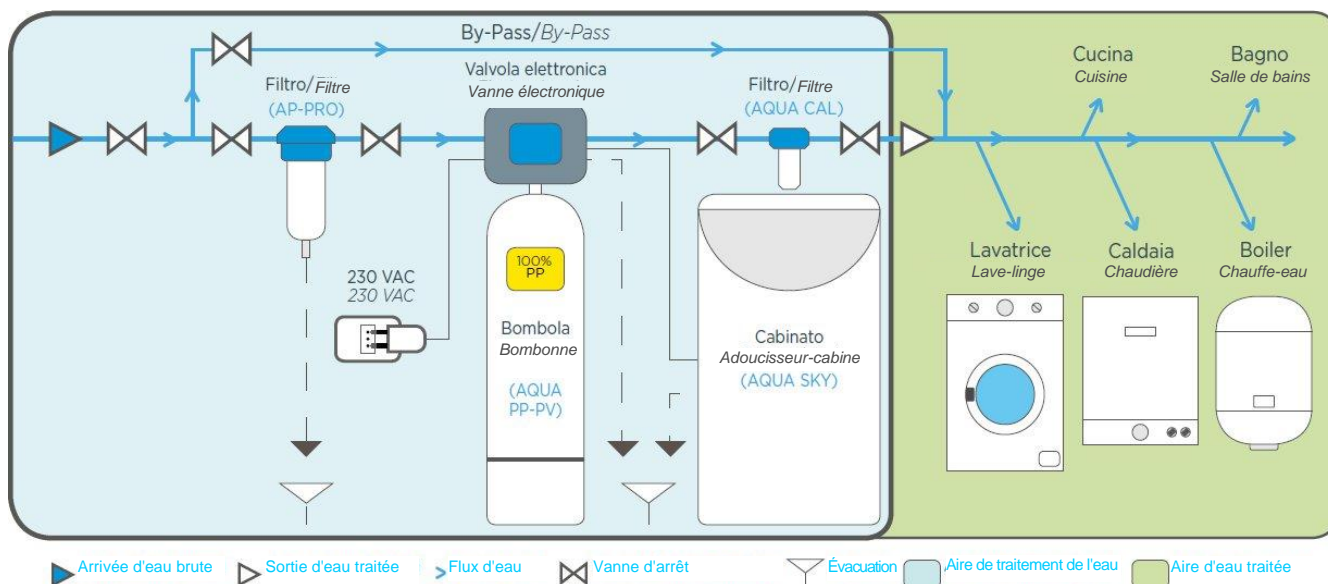 By-Pass/By-Pass
Valvola elettronica
Vanne électronique
Filtro/Filtre
(AP-PRO)
Filtro/Filtre
(AQUA CAL)
Cucina
Cuisine
Bagno
Salle de bains
230 VAC
230 VAC
100%
PP
Bombola
Bombonne
(AQUA
PP-PV)
Cabinato
Adoucisseur-cabine
(AQUA SKY)
Lavatrice
Lave-linge
Caldaia
Chaudière
Boiler
Chauffe-eau
Arrivée d'eau brute
Sortie d'eau traitée
Flux d'eau
Vanne d'arrêt
Évacuation
Aire de traitement de l'eau
Aire d'eau traitée